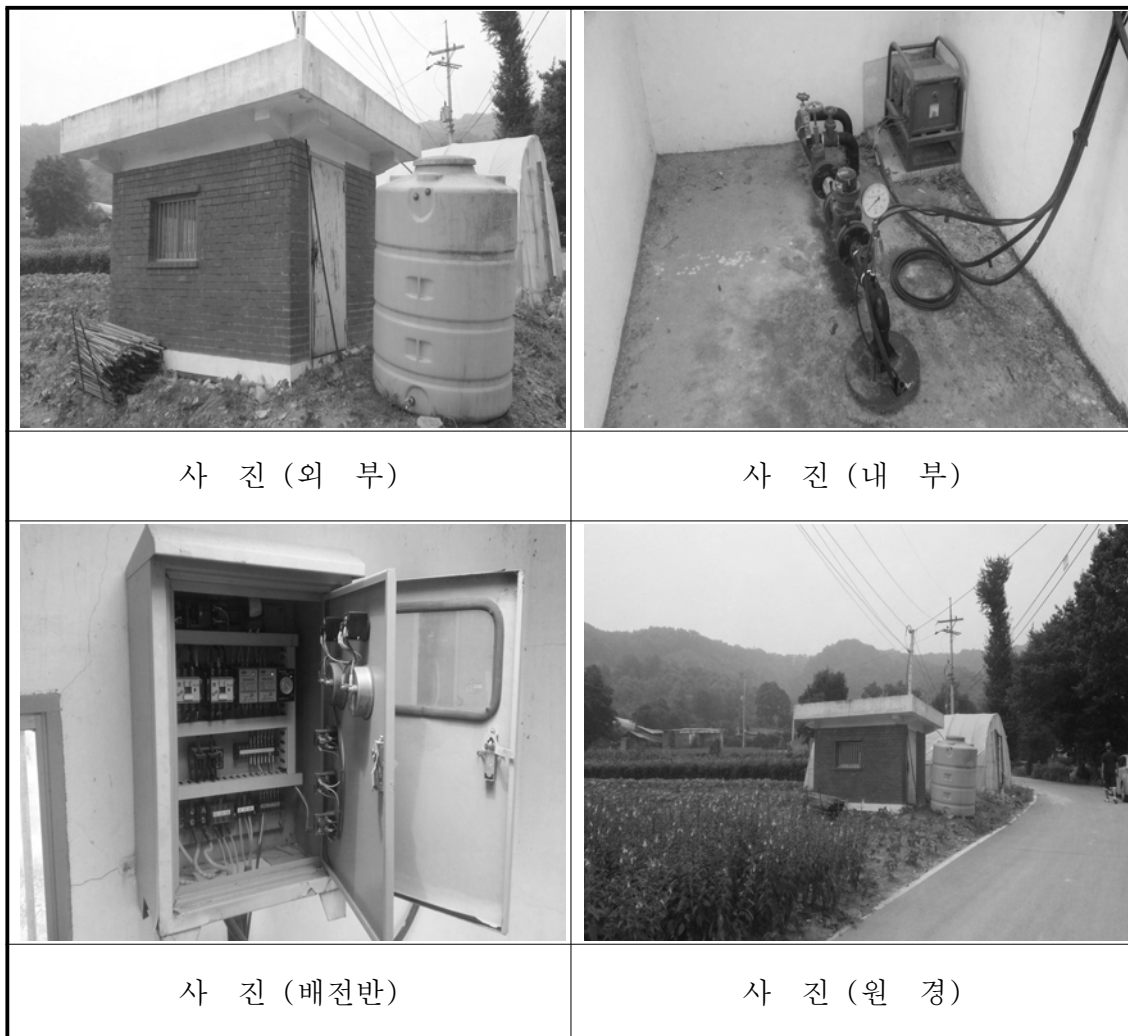 사 진 (외 부)
사 진 (내 부)
사 진 (배전반)
사 진 (원 경)